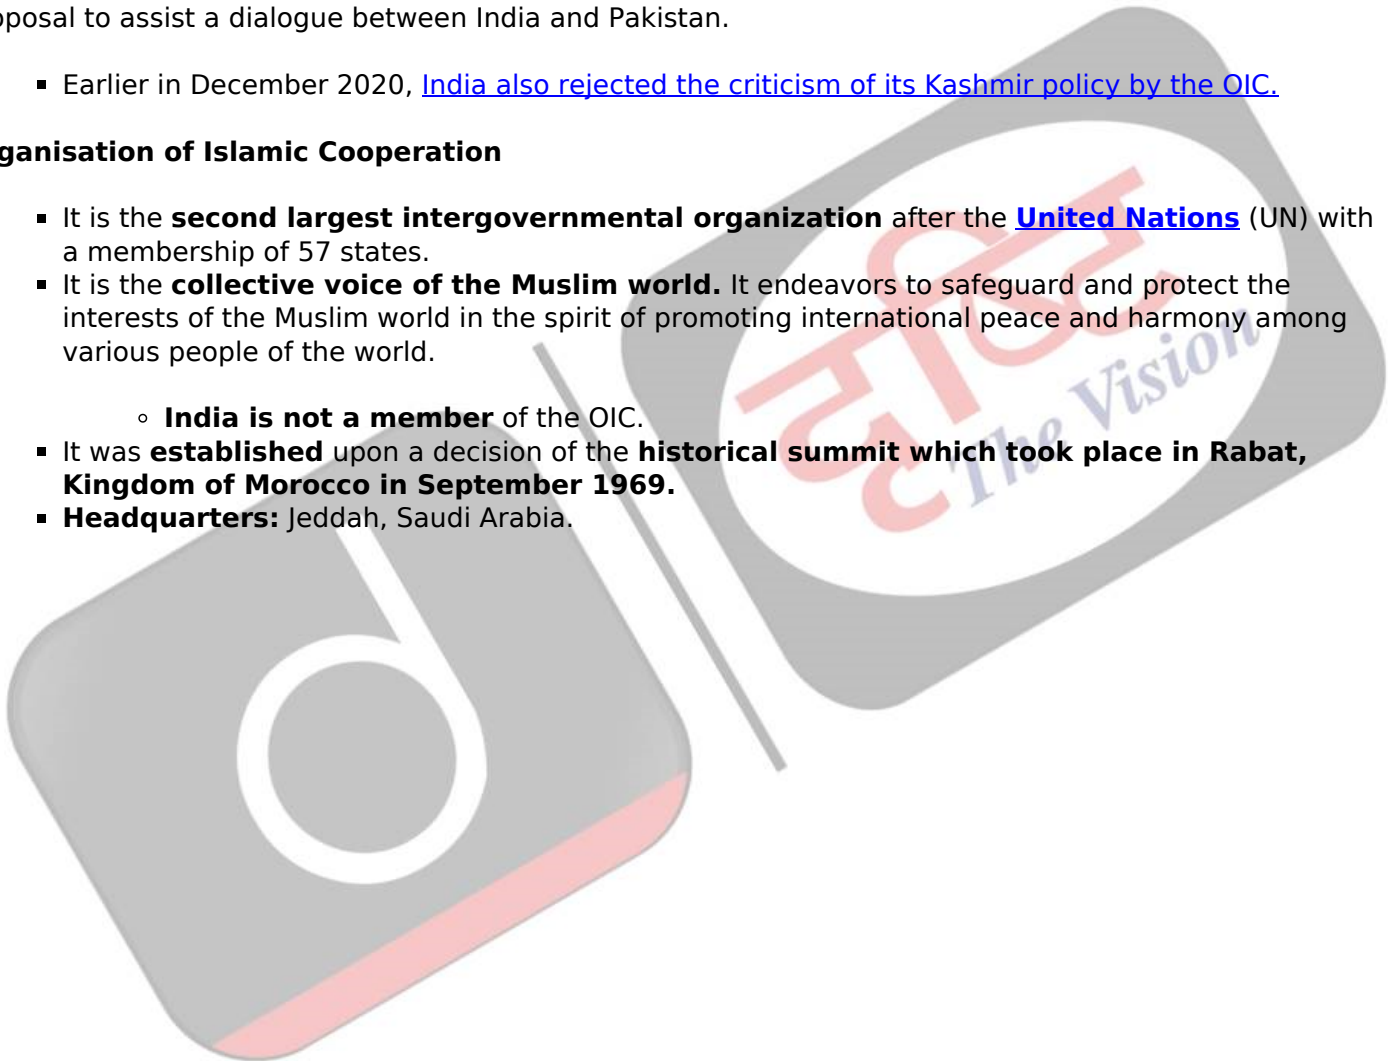 posal to assist a dialogue between India and Pakistan.
Earlier in December 2020, India also rejected the criticism of its Kashmir policy by the OIC.
ganisation of Islamic Cooperation
It is the second largest intergovernmental organization after the United Nations (UN) with
a membership of 57 states.
It is the collective voice of the Muslim world. It endeavors to safeguard and protect the
interests of the Muslim world in the spirit of promoting international peace and harmony among
various people of the world.
India is not a member of the OIC.
It was established upon a decision of the historical summit which took place in Rabat,
Kingdom of Morocco in September 1969.
Headquarters: Jeddah, Saudi Arabia.
दृष्टि
The Vision
d